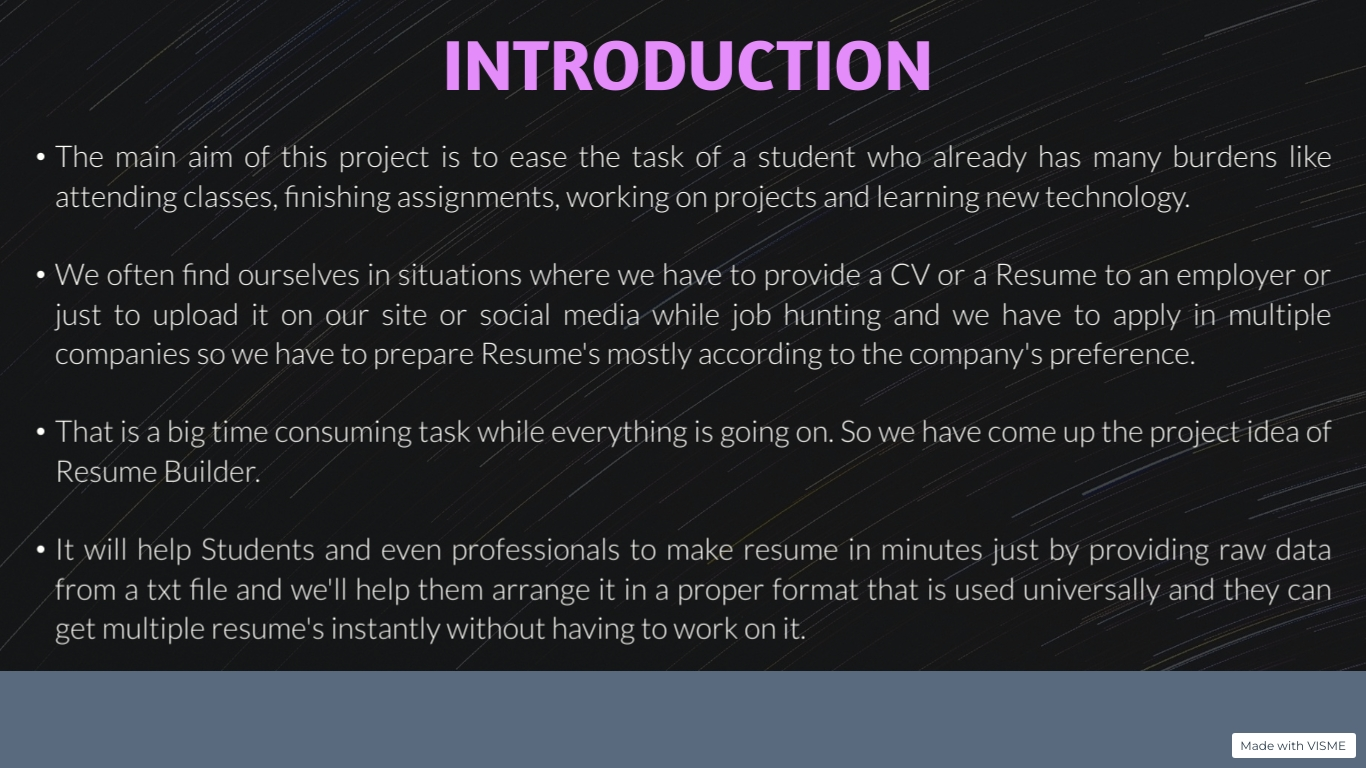 INTRODUCTION
• The main aim of this project is to ease the task of a student who already has many burdens like
attending classes, finishing assignments, working on projects and learning new technology.
• We often find ourselves in situations where we have to provide a CV or a Resume to an employer or
just to upload it on our site or social media while job hunting and we have to apply in multiple
companies so we have to prepare Resume's mostly according to the company's preference.
• That is a big time consuming task while everything is going on. So we have come up the project idea of
Resume Builder.
• It will help Students and even professionals to make resume in minutes just by providing raw data
from a txt file and we'll help them arrange it in a proper format that is used universally and they can
get multiple resume's instantly without having to work on it.
Made with VISME